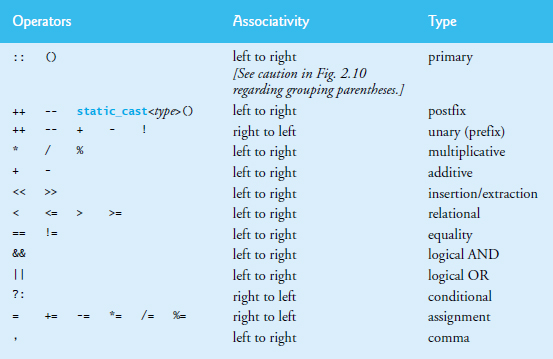 Operators Associativity Type
:: () left to right primary
[See caution in Fig. 2.10
regarding grouping parentheses.]
++ -- static_cast<type>() left to right postfix
++ -- + - ! right to left unary (prefix)
* / % left to right multiplicative
+ - left to right additive
<< >> left to right insertion/extraction
< <= > >= left to right relational
== != left to right equality
&& left to right logical AND
|| left to right logical OR
?: right to left conditional
= += -= *= /= %= right to left assignment
, left to right comma